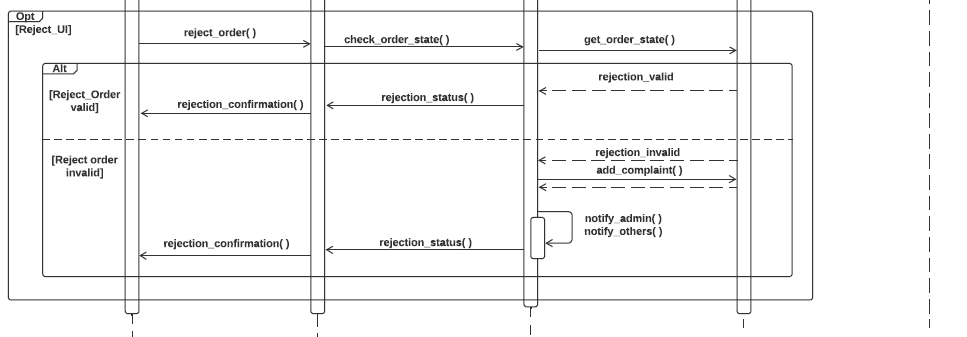 Opt
[Reject_UI]
reject_order( )
check_order_state( )
get_order_state( )
Alt
rejection_valid
[Reject_Order
valid]
rejection_confirmation( )
rejection_status( )
[Reject order
invalid]
rejection_invalid
add_complaint( )
notify_admin( )
notify_others( )
rejection_confirmation( )
rejection_status( )